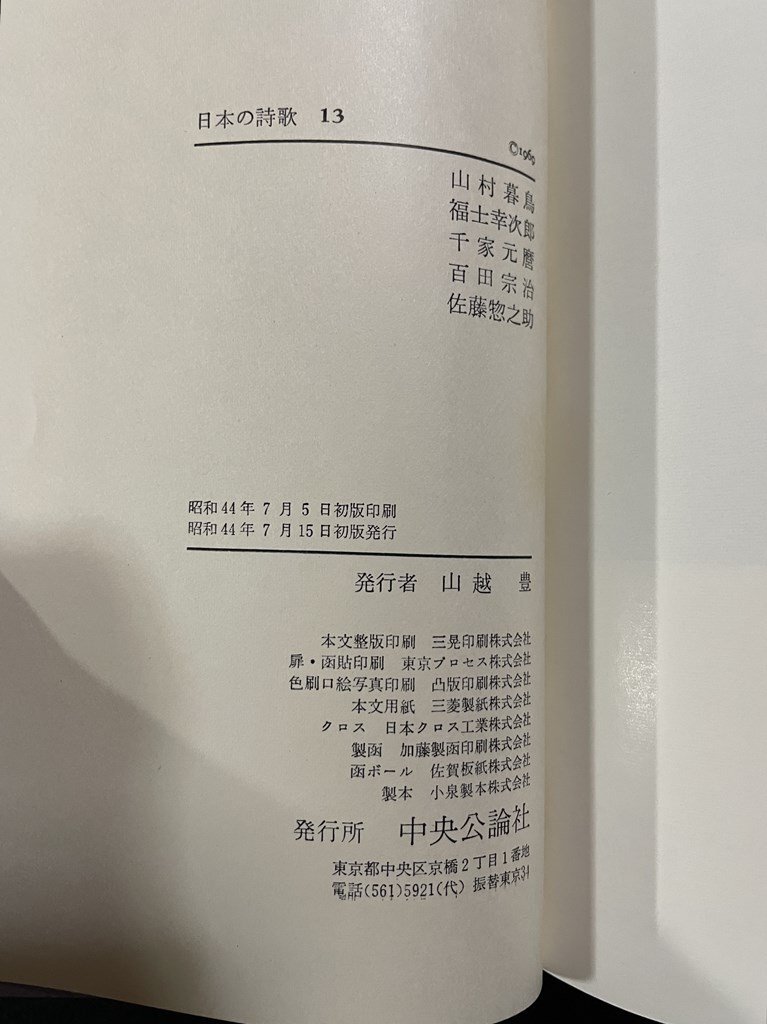 日本の詩歌 13
©1969
山村暮鳥
福士幸次郎
千家元麿
百田宗治
佐藤惣之助
昭和44年7月5日初版印刷
昭和44年7月15日初版発行
発行者 山越 豊
本文整版印刷 三晃印刷株式会社
扉・函貼印刷 東京プロセス株式会社
色刷口絵写真印刷 凸版印刷株式会社
本文用紙 三菱製紙株式会社
クロス 日本クロス工業株式会社
製函 加藤製函印刷株式会社
函ボール 佐賀板紙株式会社
製本 小泉製本株式会社
発行所 中央公論社
東京都中央区京橋2丁目1番地
電話(561)5921(代) 振替東京34